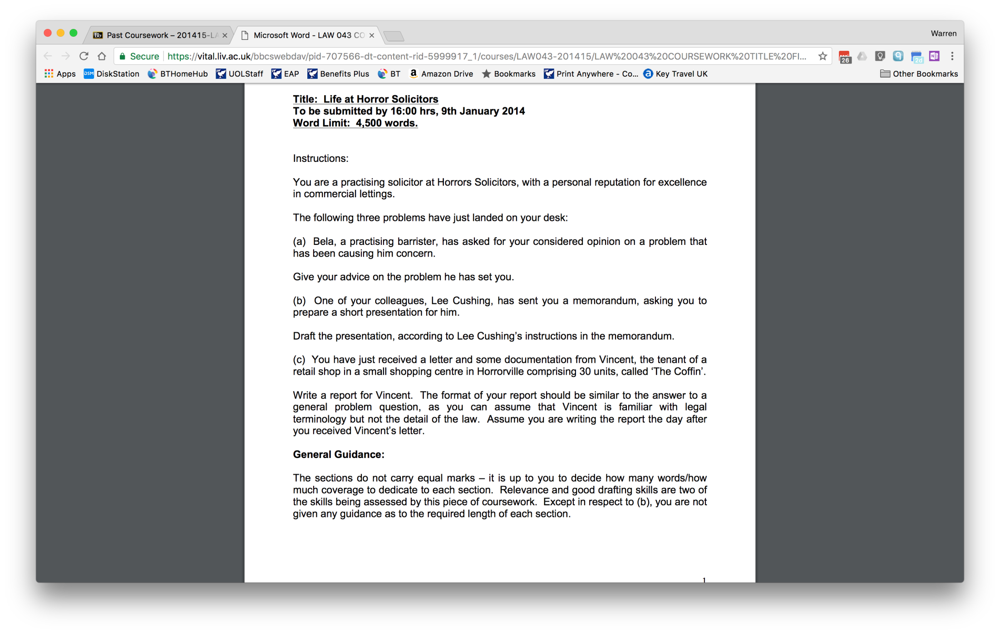 Past Coursework – 201415-LA
Microsoft Word - LAW 043 CO
Warren
Secure https://vital.liv.ac.uk/bbcswebdav/pid-707566-dt-content-rid-5999917_1/courses/LAW043-201415/LAW%20043%20COURSEWORK%20TITLE%20FI...
26
2d
Apps DSM DiskStation BTHomeHub UOLStaff EAP Benefits Plus BT a Amazon Drive Bookmarks Print Anywhere - Co... Key Travel UK Other Bookmarks
Title: Life at Horror Solicitors
To be submitted by 16:00 hrs, 9th January 2014
Word Limit: 4,500 words.
Instructions:
You are a practising solicitor at Horrors Solicitors, with a personal reputation for excellence
in commercial lettings.
The following three problems have just landed on your desk:
(a) Bela, a practising barrister, has asked for your considered opinion on a problem that
has been causing him concern.
Give your advice on the problem he has set you.
(b) One of your colleagues, Lee Cushing, has sent you a memorandum, asking you to
prepare a short presentation for him.
Draft the presentation, according to Lee Cushing’s instructions in the memorandum.
(c) You have just received a letter and some documentation from Vincent, the tenant of a
retail shop in a small shopping centre in Horrorville comprising 30 units, called ‘The Coffin’.
Write a report for Vincent. The format of your report should be similar to the answer to a
general problem question, as you can assume that Vincent is familiar with legal
terminology but not the detail of the law. Assume you are writing the report the day after
you received Vincent’s letter.
General Guidance:
The sections do not carry equal marks – it is up to you to decide how many words/how
much coverage to dedicate to each section. Relevance and good drafting skills are two of
the skills being assessed by this piece of coursework. Except in respect to (b), you are not
given any guidance as to the required length of each section.
1